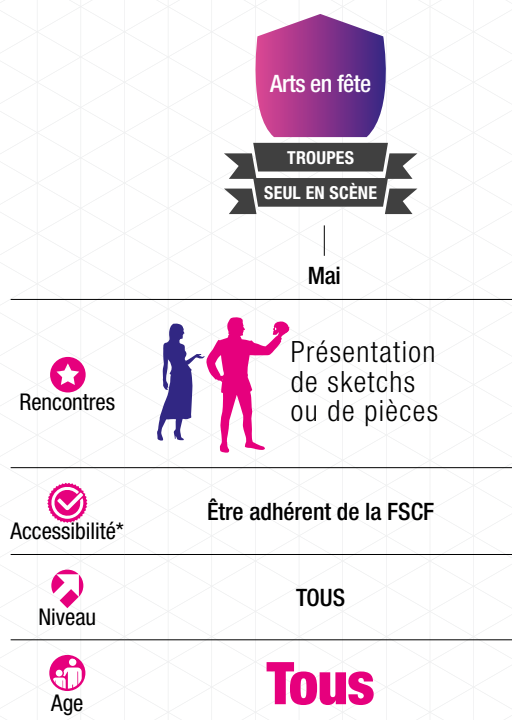 Arts en fête
TROUPES
SEUL EN SCÈNE
Mai
Rencontres
Présentation
de sketchs
ou de pièces
Accessibilité*
Être adhérent de la FSCF
Niveau
TOUS
Age
Tous